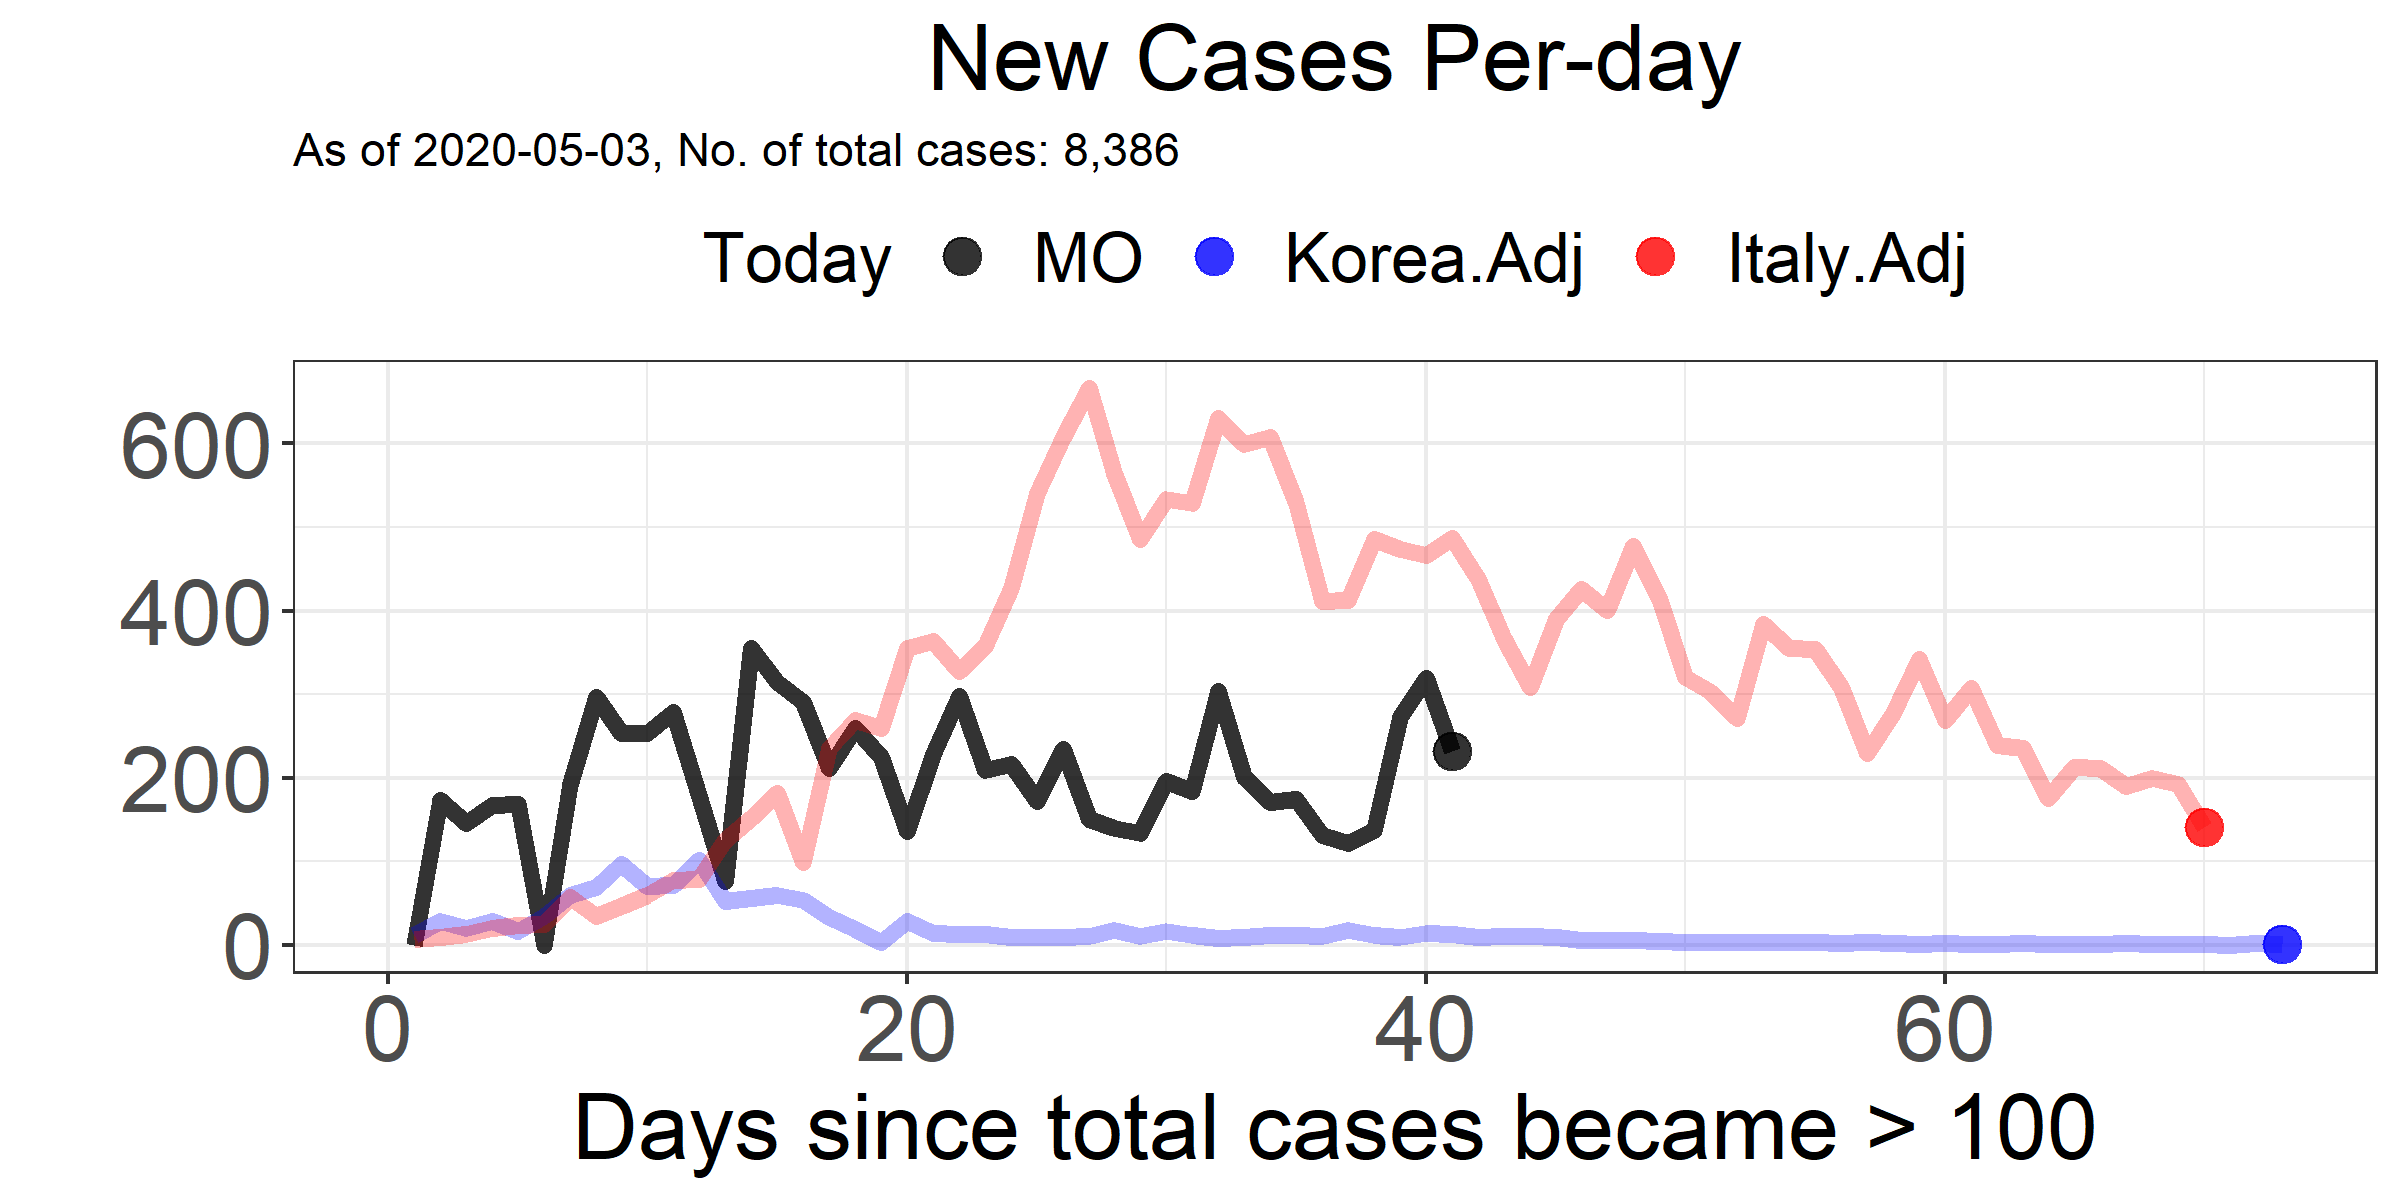 New Cases Per-day
As of 2020-05-03, No. of total cases: 8,386
Today MO Korea.Adj Italy.Adj
600
400
200
0
0 20 40 60
Days since total cases became > 100